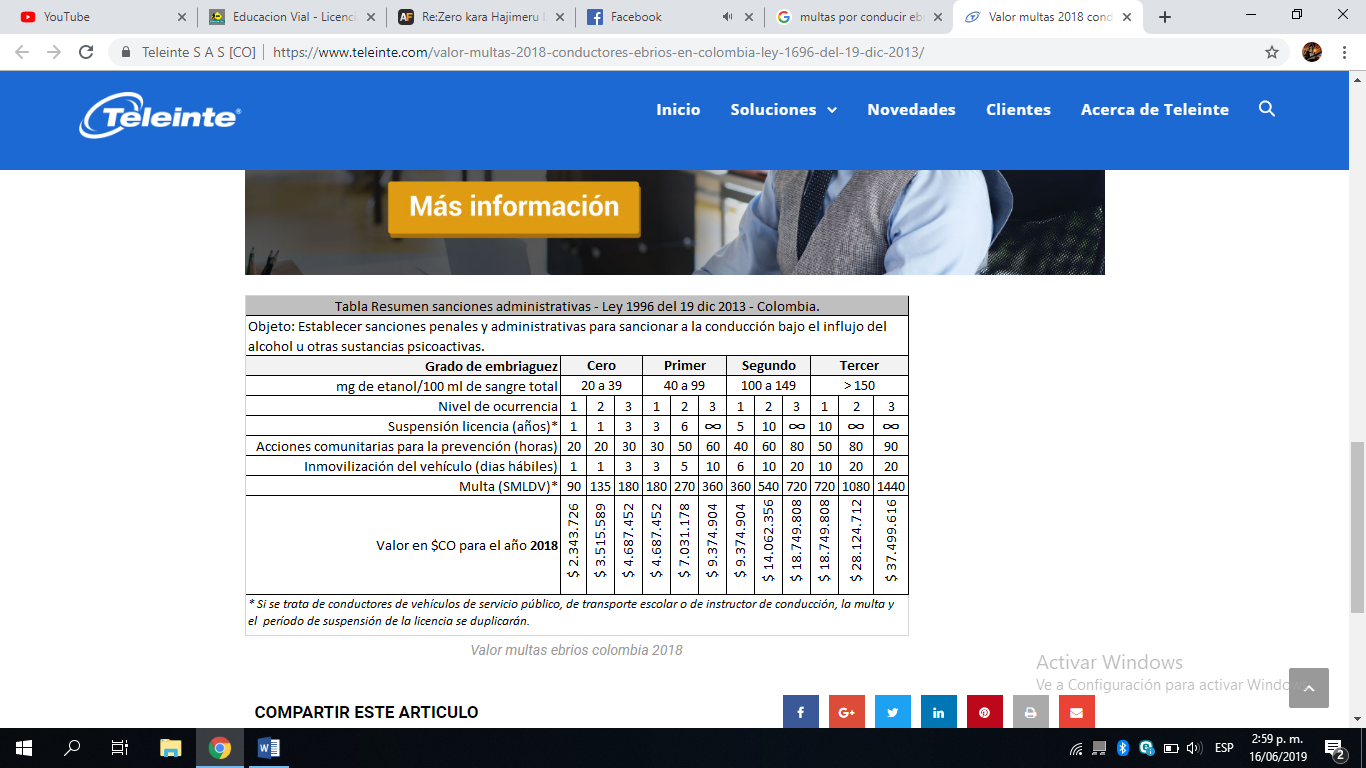 YouTube
Educacion Vial - Licenci
Re:Zero kara Hajimeru
Facebook
multas por conducir eb
Valor multas 2018 cond
Teleinte S A S [CO] | https://www.teleinte.com/valor-multas-2018-conductores-ebrios-en-colombia-ley-1696-del-19-dic-2013/
Teleinte
Inicio Soluciones Novedades Clientes Acerca de Teleinte
Más información
Tabla Resumen sanciones administrativas - Ley 1996 del 19 dic 2013 - Colombia.
Objeto: Establecer sanciones penales y administrativas para sancionar a la conducción bajo el influjo del
alcohol u otras sustancias psicoactivas.
Grado de embriaguez Cero Primer Segundo Tercer
mg de etanol/100 ml de sangre total 20 a 39 40 a 99 100 a 149 > 150
Nivel de ocurrencia 1 2 3 1 2 3 1 2 3 1 2 3
Suspensión licencia (años)* 1 1 3 3 6 ∞ 5 10 ∞ 10 ∞ ∞
Acciones comunitarias para la prevención (horas) 20 20 30 30 50 60 40 60 80 50 80 90
Inmovilización del vehículo (dias hábiles) 1 1 3 3 5 10 6 10 20 10 20 20
Multa (SMLDV)* 90 135 180 180 270 360 360 540 720 720 1080 1440
Valor en $CO para el año 2018 $ 2.343.726 $ 3.515.589 $ 4.687.452 $ 4.687.452 $ 7.031.178 $ 9.374.904 $ 9.374.904 $ 14.062.356 $ 18.749.808 $ 18.749.808 $ 28.124.712 $ 37.499.616
* Si se trata de conductores de vehículos de servicio público, de transporte escolar o de instructor de conducción, la multa y
el período de suspensión de la licencia se duplicarán.
Valor multas ebrios colombia 2018
Activar Windows
Ve a Configuración para activar Windows
COMPARTIR ESTE ARTICULO
ESP
2:59 p. m.
16/06/2019
2